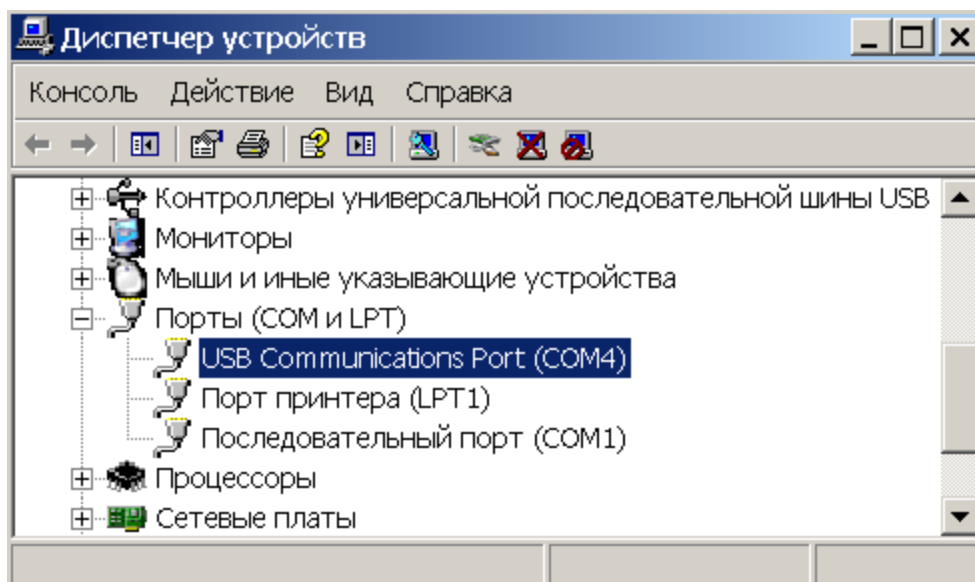 Диспетчер устройств
Консоль Действие Вид Справка
Контроллеры универсальной последовательной шины USB
Мониторы
Мыши и иные указывающие устройства
Порты (COM и LPT)
USB Communications Port (COM4)
Порт принтера (LPT1)
Последовательный порт (COM1)
Процессоры
Сетевые платы